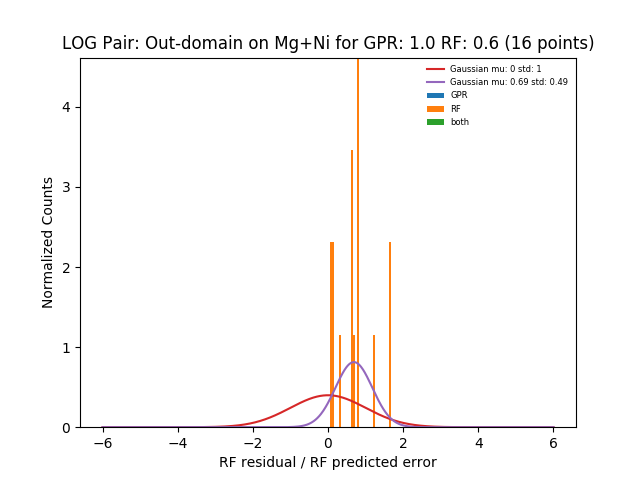 LOG Pair: Out-domain on Mg+Ni for GPR: 1.0 RF: 0.6 (16 points)
Gaussian mu: 0 std: 1
Gaussian mu: 0.69 std: 0.49
GPR
RF
both
Normalized Counts
4
3
2
1
0
−6 −4 −2 0 2 4 6
RF residual / RF predicted error